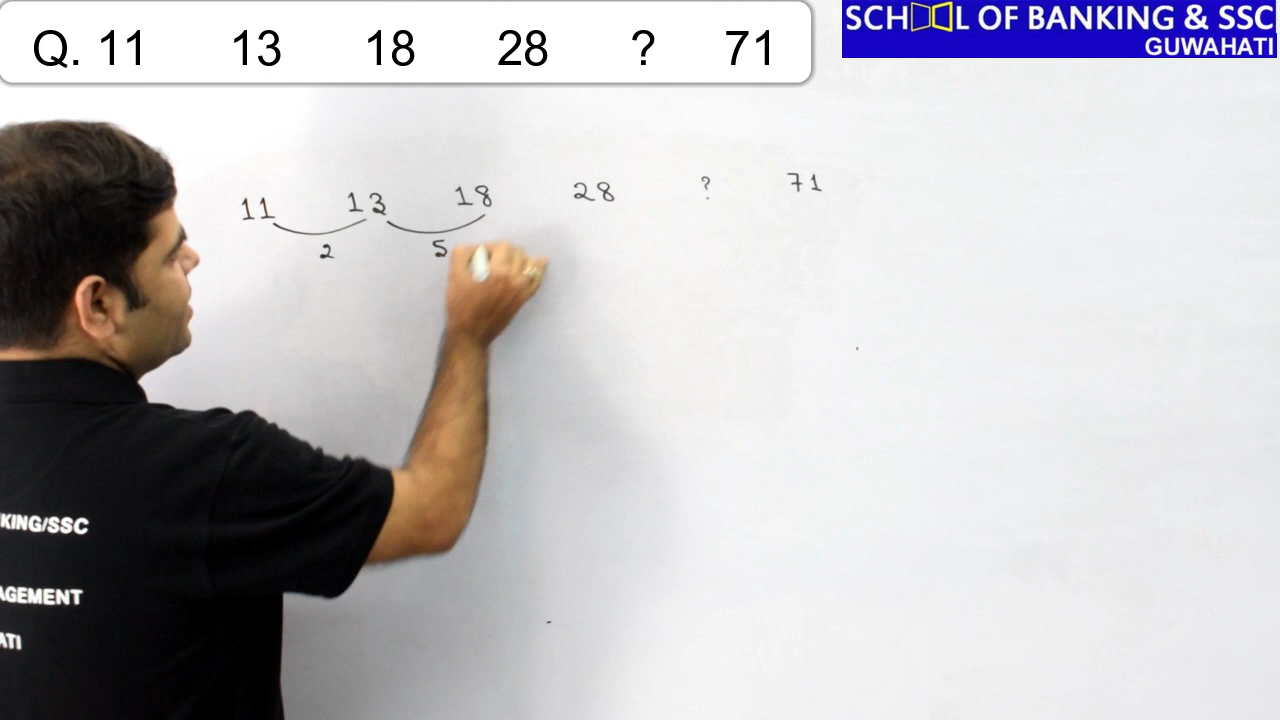 Q. 11 13 18 28 ? 71
SCHOOL OF BANKING & SSC
GUWAHATI
11 13 18 28 ? 71
2 5
KING/SSC
AGEMENT
ATI